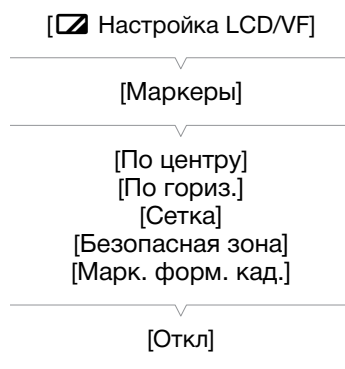 [Настройка LCD/VF]
[Маркеры]
[По центру]
[По гориз.]
[Сетка]
[Безопасная зона]
[Марк. форм. кад.]
[Откл]